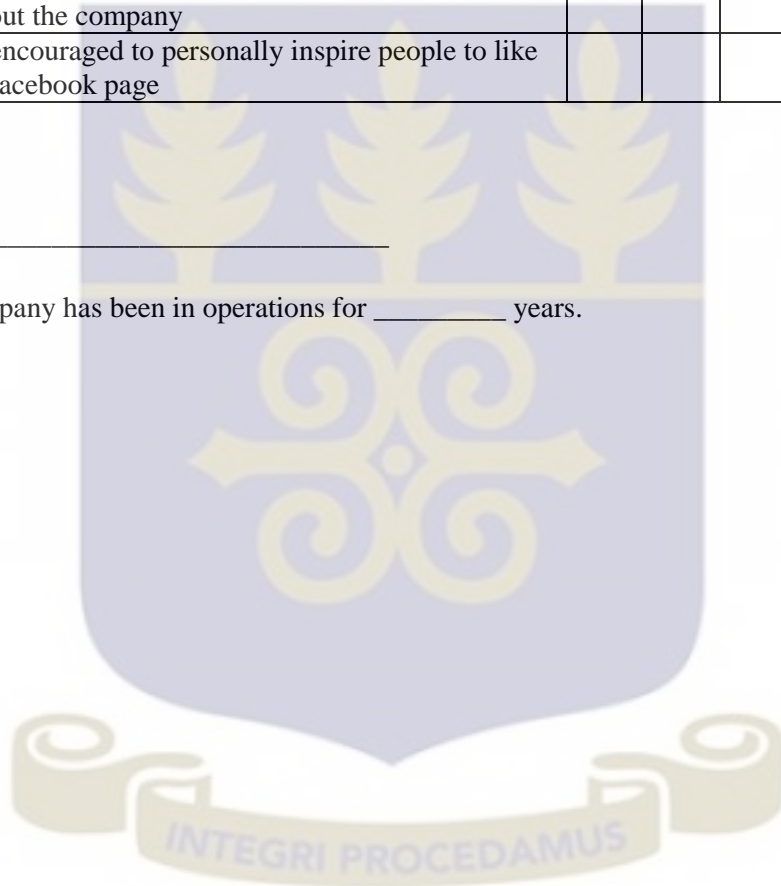 out the company
encouraged to personally inspire people to like
acebook page
_______________________________
pany has been in operations for _________ years.
INTEGRI PROCEDAMUS